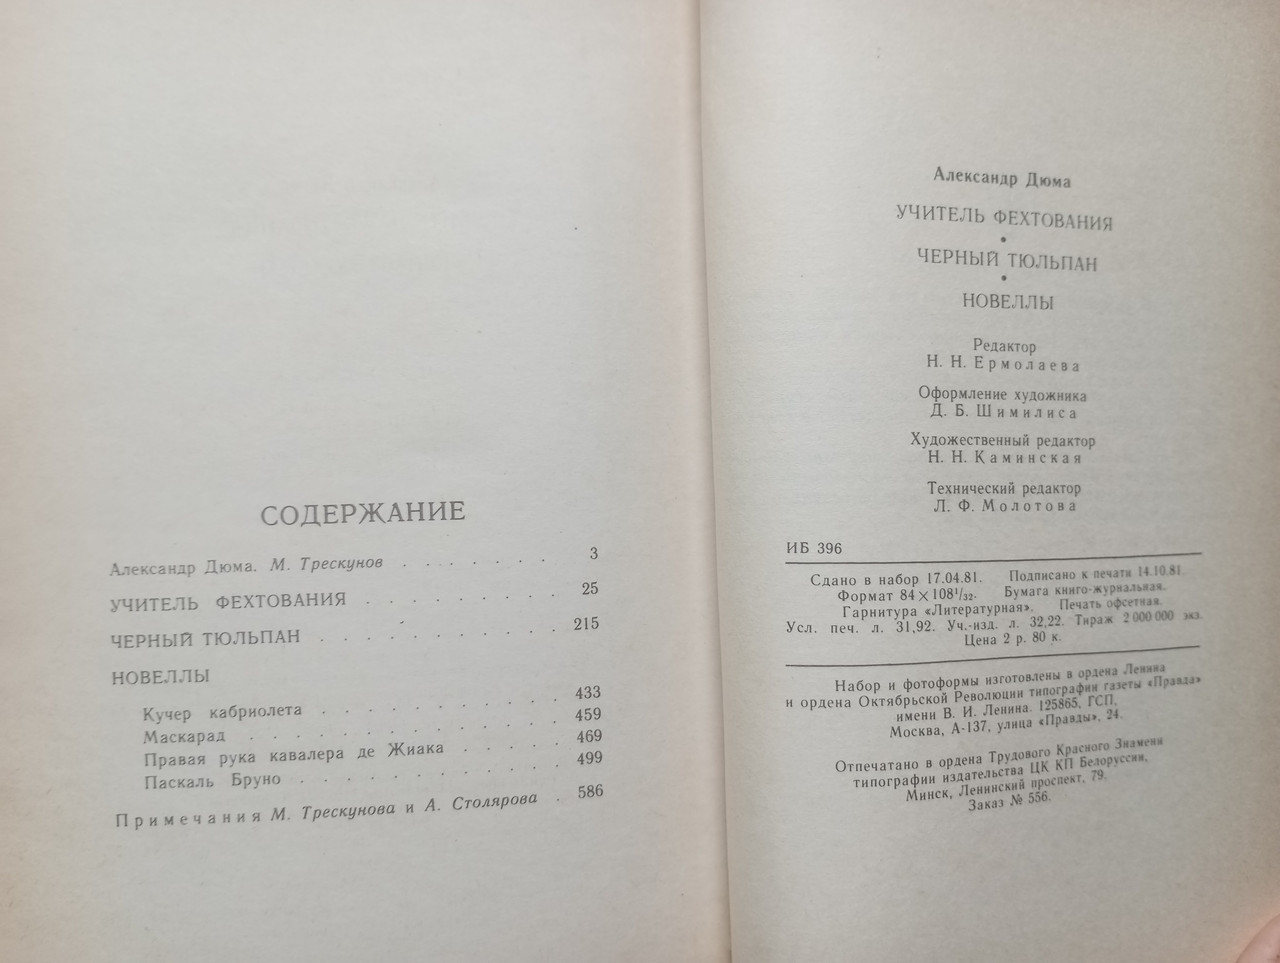 СОДЕРЖАНИЕ
Александр Дюма. М. Трескунов . . . . . . . 3
УЧИТЕЛЬ ФЕХТОВАНИЯ . . . . . . . . . 25
ЧЕРНЫЙ ТЮЛЬПАН . . . . . . . . . . . 215
НОВЕЛЛЫ
Кучер кабриолета . . . . . . . . . . 433
Маскарад . . . . . . . . . . . . 459
Правая рука кавалера де Жиака . . . . . 469
Паскаль Бруно . . . . . . . . . . . 499
Примечания М. Трескунова и А. Столярова . 586
Александр Дюма
УЧИТЕЛЬ ФЕХТОВАНИЯ
•
ЧЕРНЫЙ ТЮЛЬПАН
•
НОВЕЛЛЫ
Редактор
Н. Н. Ермолаева
Оформление художника
Д. Б. Шимилиса
Художественный редактор
Н. Н. Каминская
Технический редактор
Л. Ф. Молотова
ИБ 396
Сдано в набор 17.04.81. Подписано к печати 14.10.81.
Формат 84×108¹/₃₂. Бумага книго-журнальная.
Гарнитура «Литературная». Печать офсетная.
Усл. печ. л. 31,92. Уч.-изд. л. 32,22. Тираж 2 000 000 экз.
Цена 2 р. 80 к.
Набор и фотоформы изготовлены в ордена Ленина
и ордена Октябрьской Революции типографии газеты «Правда»
имени В. И. Ленина. 125865, ГСП,
Москва, А-137, улица «Правды», 24.
Отпечатано в ордена Трудового Красного Знамени
типографии издательства ЦК КП Белоруссии,
Минск, Ленинский проспект, 79.
Заказ № 556.